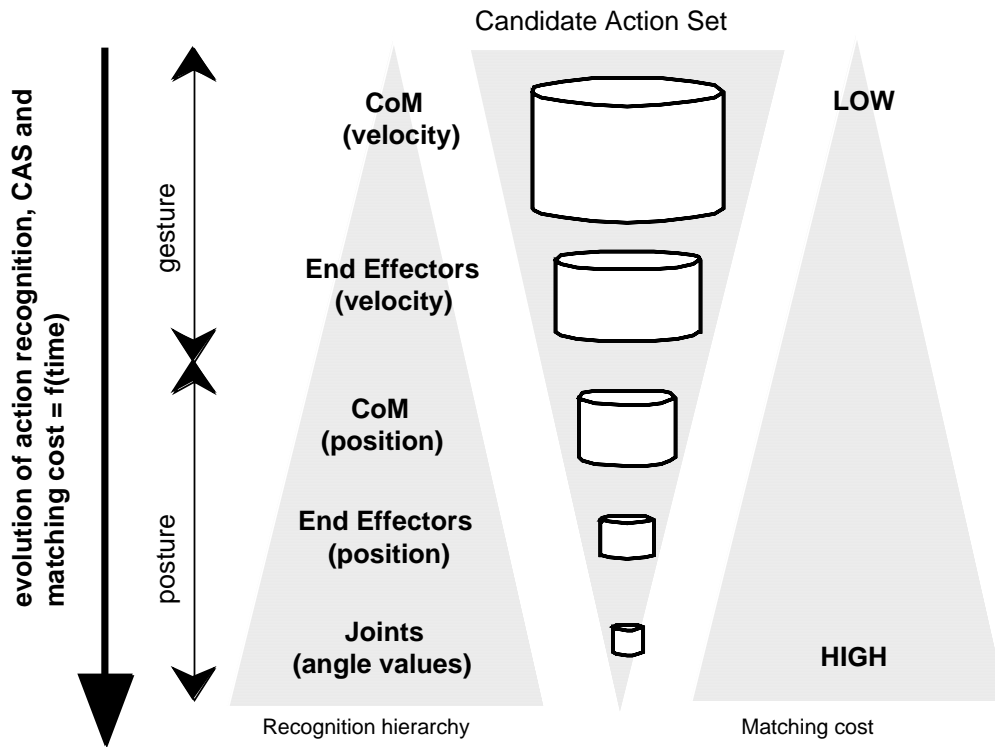 Candidate Action Set
evolution of action recognition, CAS and
matching cost = f(time)
gesture
posture
CoM
(velocity)
End Effectors
(velocity)
CoM
(position)
End Effectors
(position)
Joints
(angle values)
LOW
HIGH
Recognition hierarchy
Matching cost